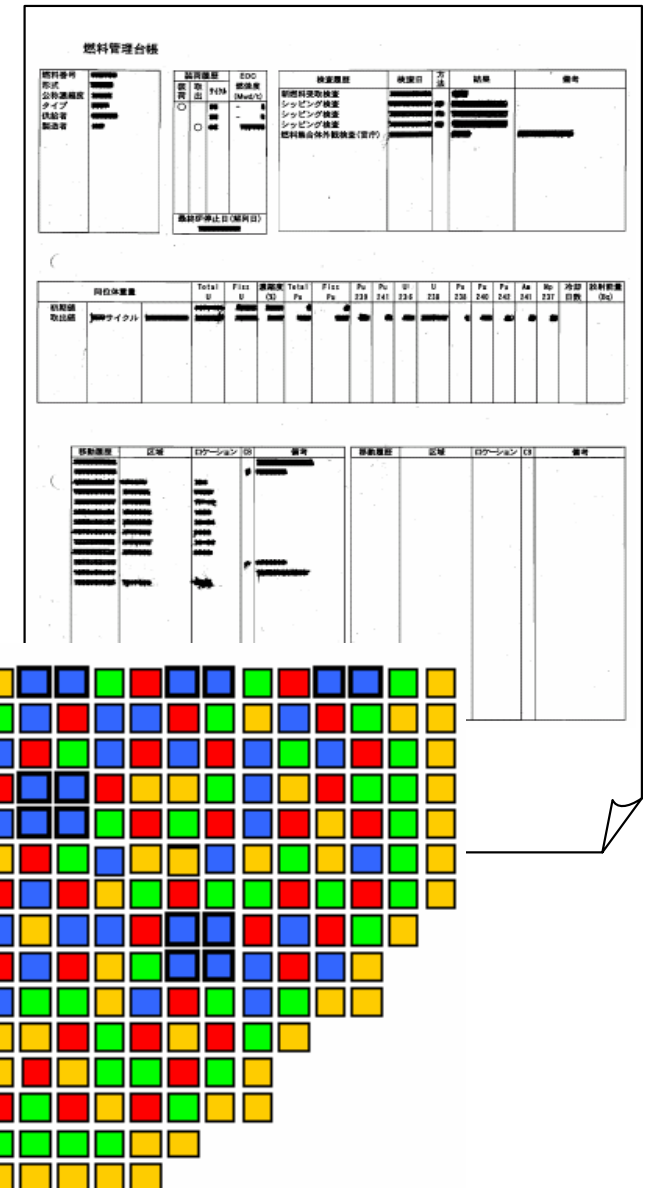 燃料管理台帳
燃料番号
形式
公称濃縮度
タイプ
供給者
製造者
装荷履歴 EOC
装荷 取出 サイクル 燃焼度
(Mwd/t)
○ -
-
○
最終炉停止日(解列日)
検査履歴 検査日 方法 結果 備考
新燃料受取検査
シッピング検査
シッピング検査
シッピング検査
燃料集合体外観検査(官庁)
同位体重量 Total U Fiss U 濃縮度 (%) Total Pu Fiss Pu Pu 239 Pu 241 U 236 U 238 Pu 238 Pu 240 Pu 242 Am 241 Np 237 冷却日数 放射能量 (Bq)
初期値
取出値 サイクル
移動履歴 区域 ロケーション CB 備考 移動履歴 区域 ロケーション CB 備考